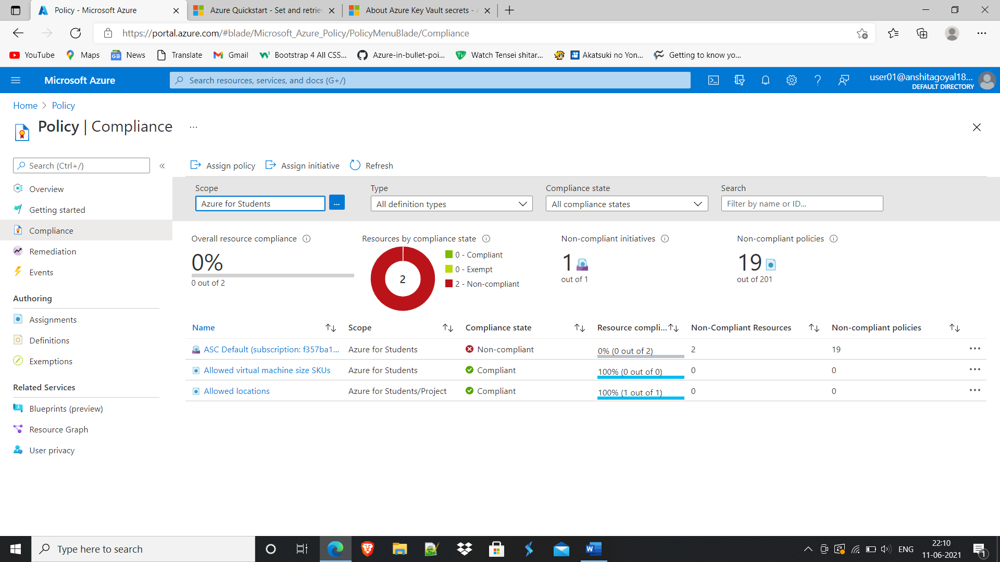 Policy - Microsoft Azure
Azure Quickstart - Set and retrie
About Azure Key Vault secrets -
https://portal.azure.com/#blade/Microsoft_Azure_Policy/PolicyMenuBlade/Compliance
YouTube
Maps
News
Translate
Gmail
Bootstrap 4 All CSS...
Azure-in-bullet-poi...
Watch Tensei shitar...
Akatsuki no Yon...
Getting to know yo...
Microsoft Azure
Search resources, services, and docs (G+/)
user01@anshitagoyal18...
DEFAULT DIRECTORY
Home > Policy
Policy | Compliance ...
Search (Ctrl+/)
«
Overview
Getting started
Compliance
Remediation
Events
Authoring
Assignments
Definitions
Exemptions
Related Services
Blueprints (preview)
Resource Graph
User privacy
Assign policy
Assign initiative
Refresh
Scope
Type
Compliance state
Search
Azure for Students
...
All definition types
All compliance states
Filter by name or ID...
Overall resource compliance
0%
0 out of 2
Resources by compliance state
2
0 - Compliant
0 - Exempt
2 - Non-compliant
Non-compliant initiatives
1
out of 1
Non-compliant policies
19
out of 201
Name Scope Compliance state Resource compli... Non-Compliant Resources Non-compliant policies
ASC Default (subscription: f357ba1... Azure for Students Non-compliant 0% (0 out of 2) 2 19 ...
Allowed virtual machine size SKUs Azure for Students Compliant 100% (0 out of 0) 0 0 ...
Allowed locations Azure for Students/Project Compliant 100% (1 out of 1) 0 0 ...
Type here to search
ENG
22:10
11-06-2021
1